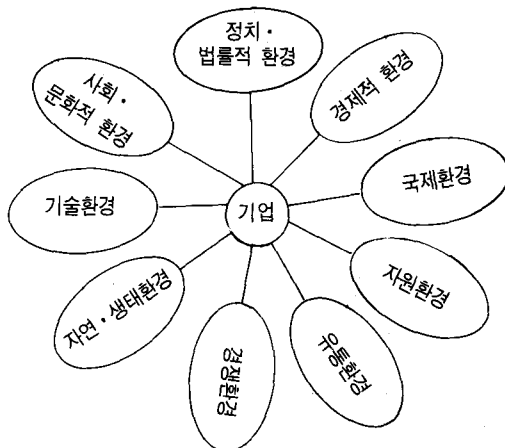 정치·
법률적 환경
경제적 환경
국제환경
자원환경
유통환경
경쟁환경
자연·생태환경
기술환경
사회·
문화적 환경
기업